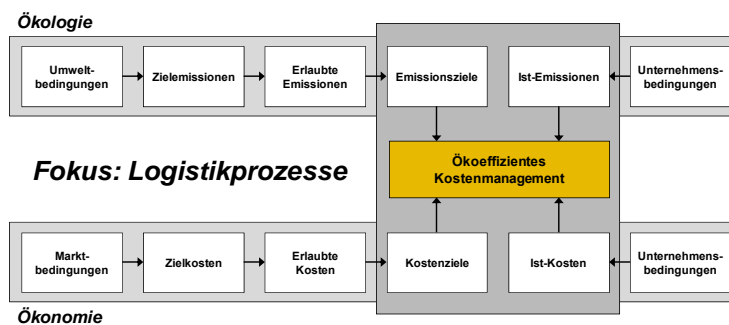 Ökologie
Umwelt-
bedingungen
Zielemissionen
Erlaubte
Emissionen
Emissionsziele
Ist-Emissionen
Unternehmens-
bedingungen
Fokus: Logistikprozesse
Ökoeffizientes
Kostenmanagement
Markt-
bedingungen
Zielkosten
Erlaubte
Kosten
Kostenziele
Ist-Kosten
Unternehmens-
bedingungen
Ökonomie